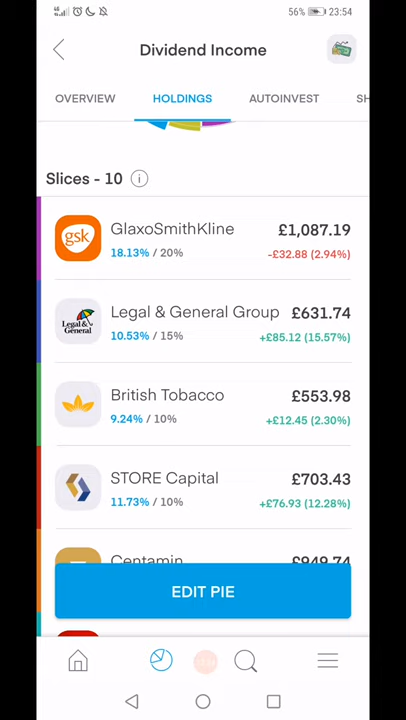 56% 23:54
Dividend Income
OVERVIEW HOLDINGS AUTOINVEST SH
Slices - 10 i
gsk GlaxoSmithKline £1,087.19
18.13% / 20% -£32.88 (2.94%)
Legal & General Group £631.74
Legal &
General
10.53% / 15% +£85.12 (15.57%)
British Tobacco £553.98
9.24% / 10% +£12.45 (2.30%)
STORE Capital £703.43
11.73% / 10% +£76.93 (12.28%)
Centamin £949.74
EDIT PIE